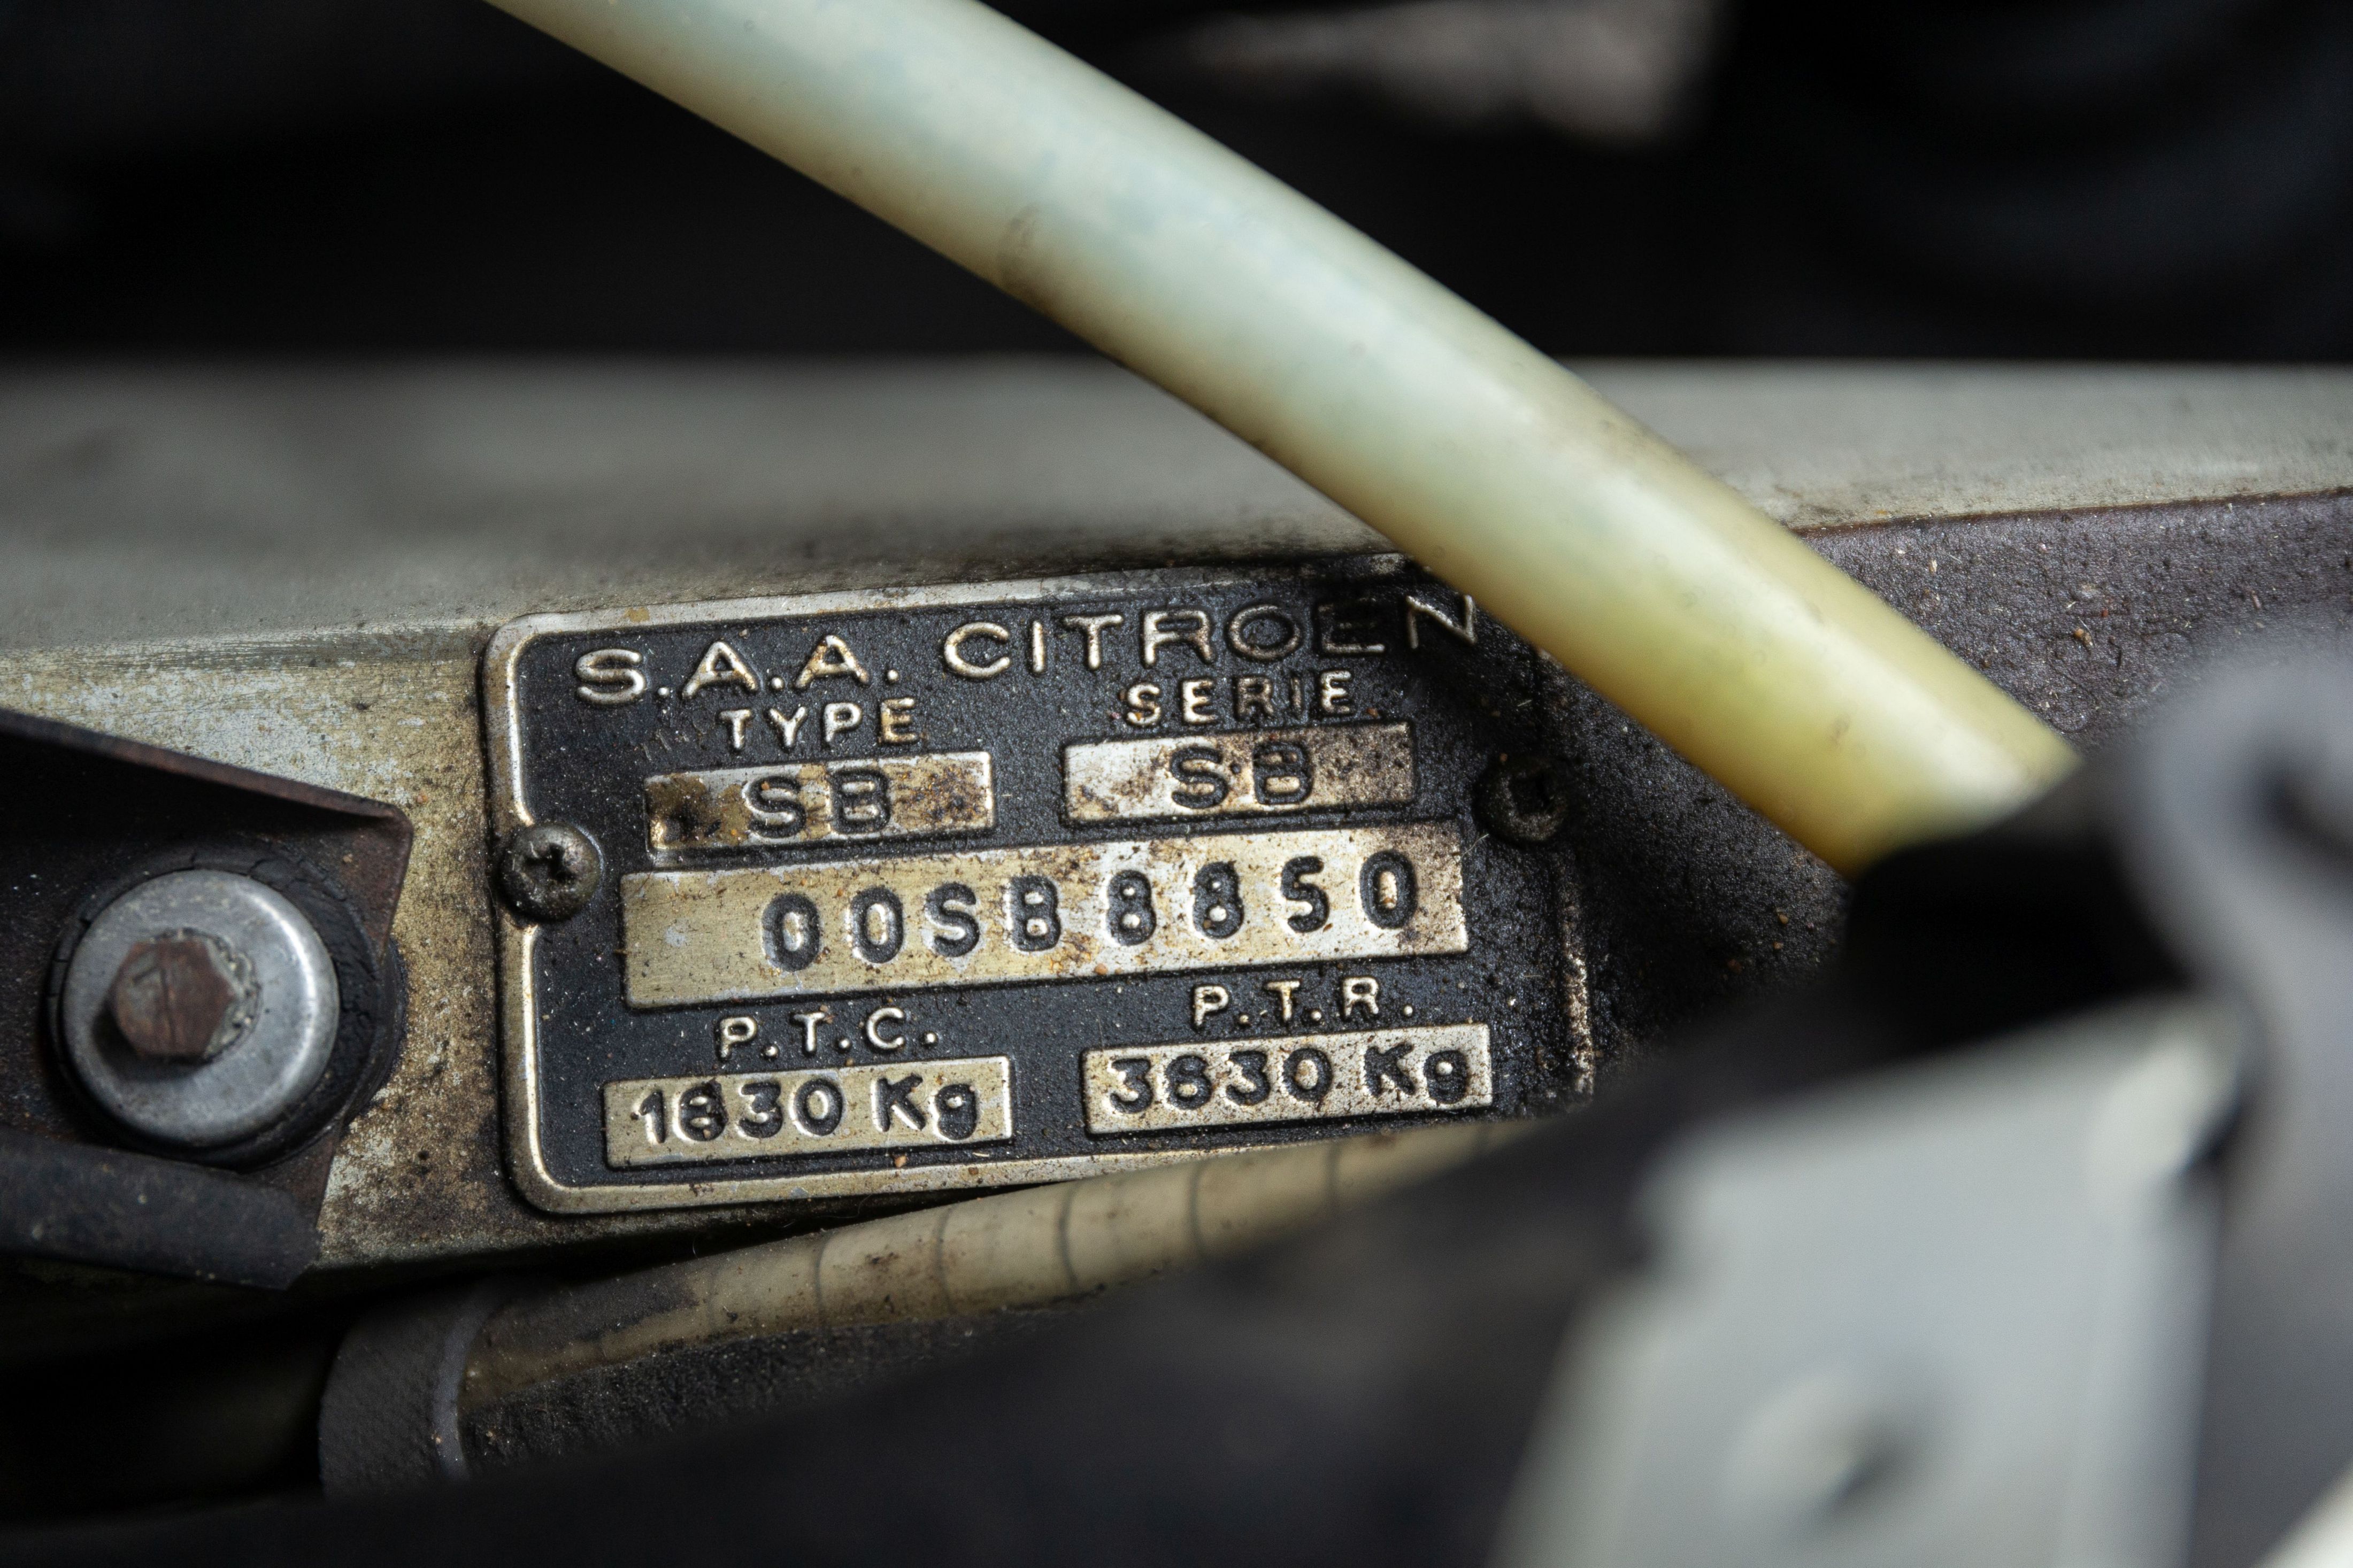 S.A.A. CITROEN
TYPE SERIE
SB SB
00SB8850
P.T.C. P.T.R.
1830 Kg 3630 Kg